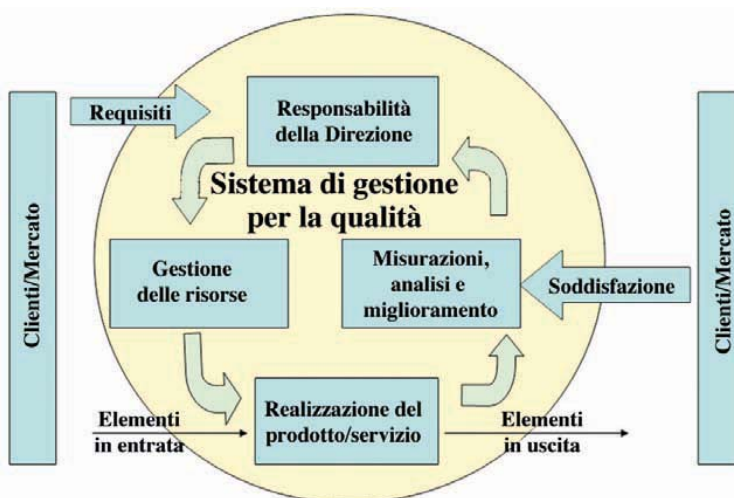 Clienti/Mercato
Requisiti
Responsabilità
della Direzione
Sistema di gestione
per la qualità
Gestione
delle risorse
Misurazioni,
analisi e
miglioramento
Soddisfazione
Clienti/Mercato
Elementi
in entrata
Realizzazione del
prodotto/servizio
Elementi
in uscita